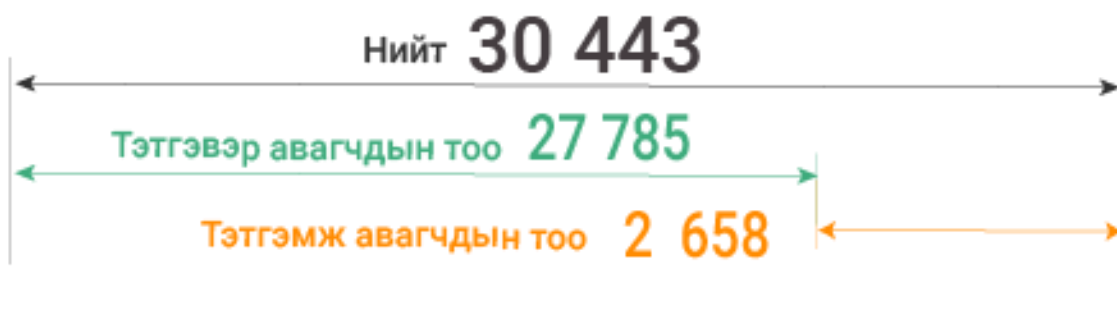 Нийт 30 443
Тэтгэвэр авагчдын тоо 27 785
Тэтгэмж авагчдын тоо 2 658